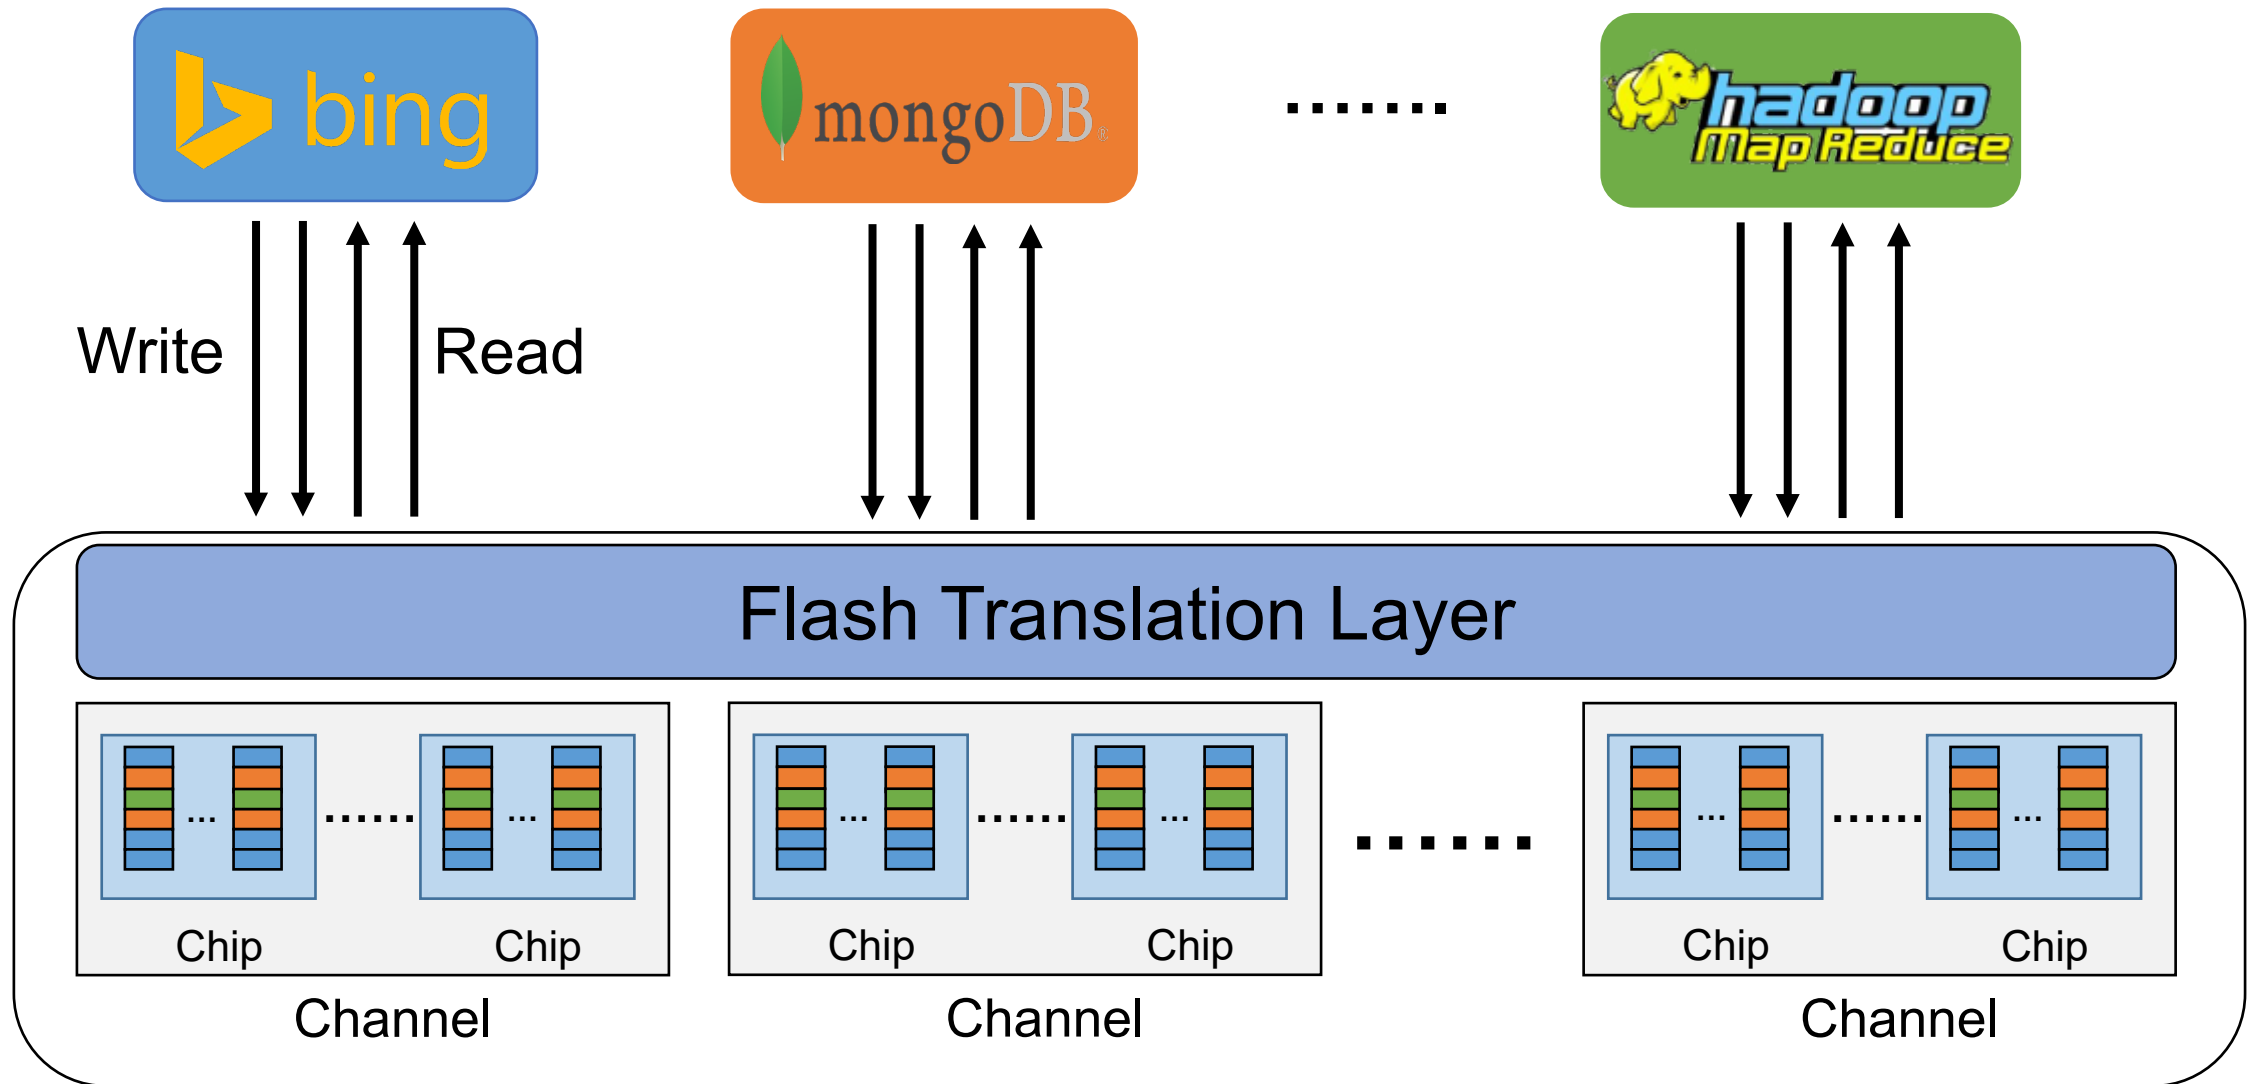 bing
mongoDB®
.......
hadoop
Map Reduce
Write
Read
Flash Translation Layer
... ...... ...
... ...... ...
......
... ...... ...
Chip
Chip
Chip
Chip
Chip
Chip
Channel
Channel
Channel